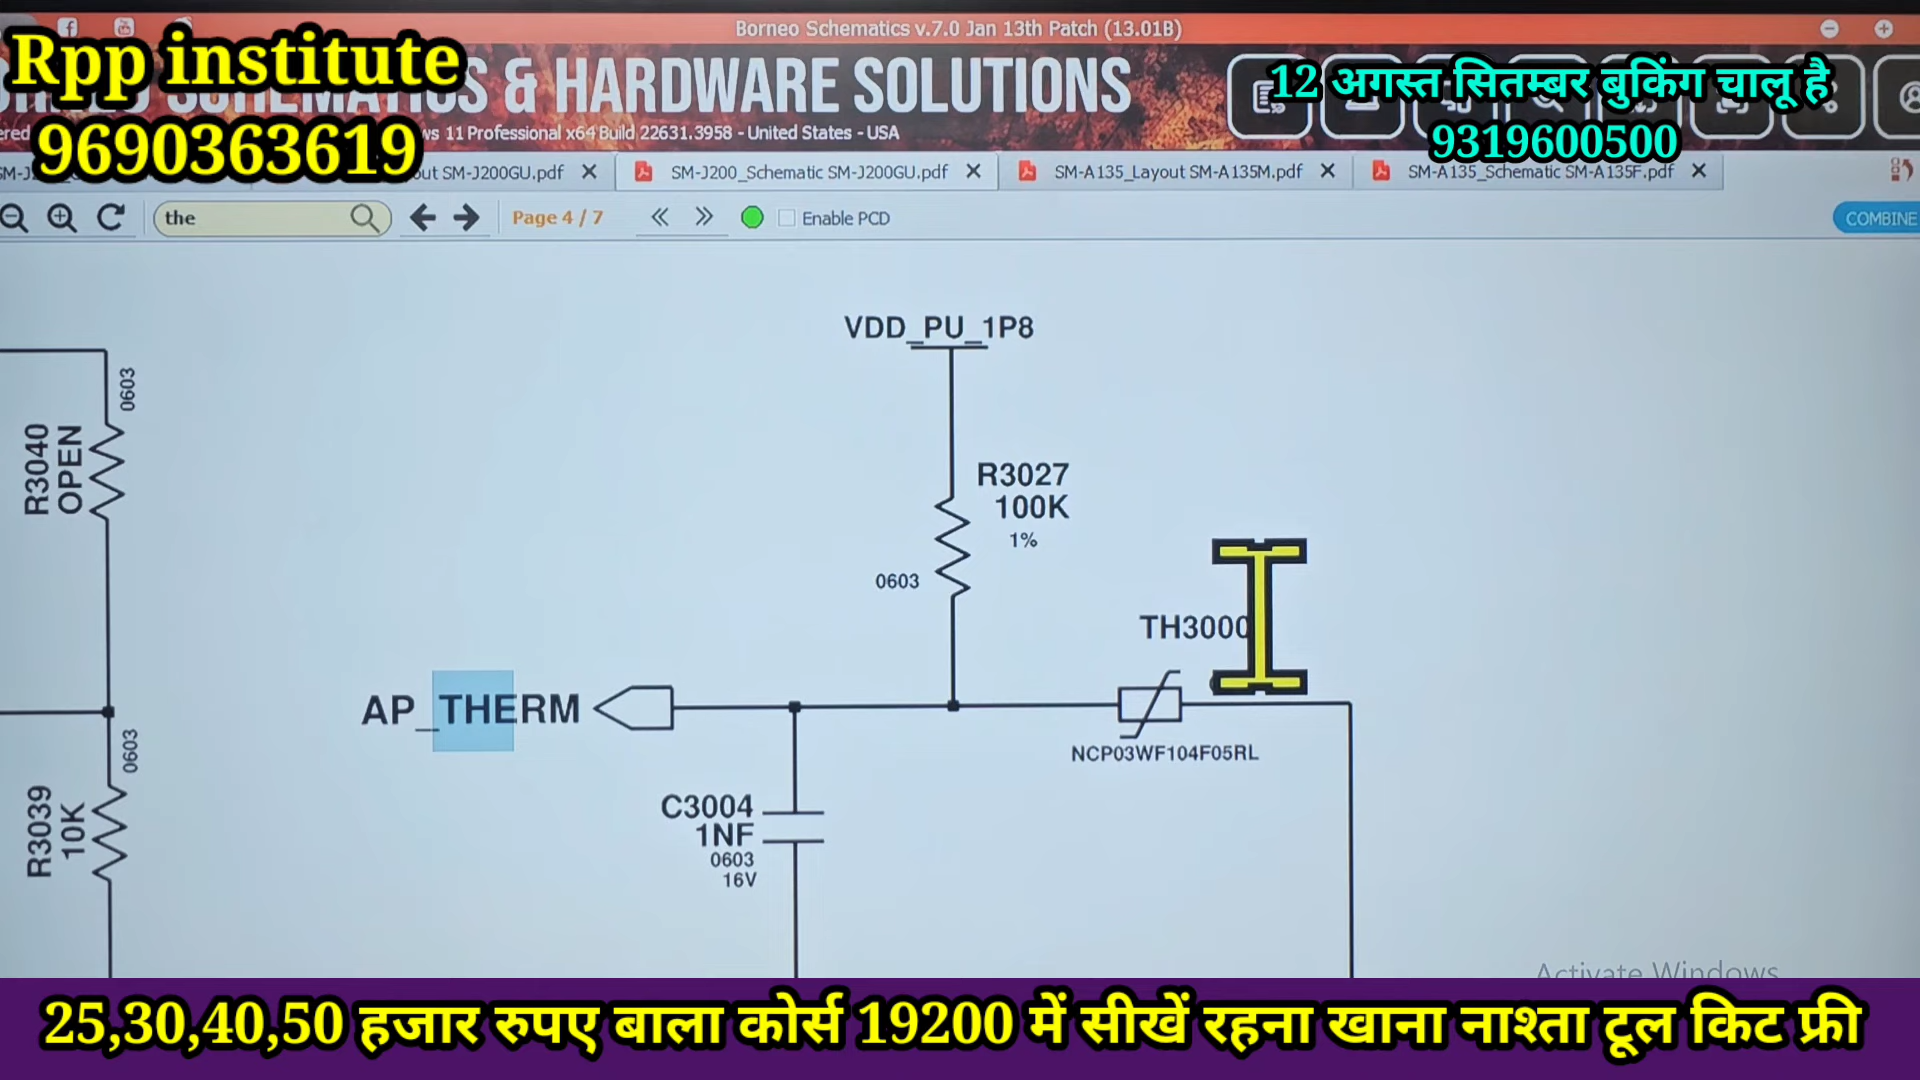 Borneo Schematics v.7.0 Jan 13th Patch (13.01B)
Rpp institute
& HARDWARE SOLUTIONS
12 अगस्त सितम्बर बुकिंग चालू है
9690363619
11 Professional x64 Build 22631.3958 - United States - USA
9319600500
SM-J200GU.pdf
SM-J200_Schematic SM-J200GU.pdf
SM-A135_Layout SM-A135M.pdf
SM-A135_Schematic SM-A135F.pdf
the
Page 4 / 7
Enable PCD
COMBINE
VDD_PU_1P8
0603
R3040
OPEN
R3027
100K
1%
0603
TH3000
AP_THERM
NCP03WF104F05RL
0603
R3039
10K
C3004
1NF
0603
16V
Activate Windows
25,30,40,50 हजार रुपए बाला कोर्स 19200 में सीखें रहना खाना नाश्ता टूल किट फ्री